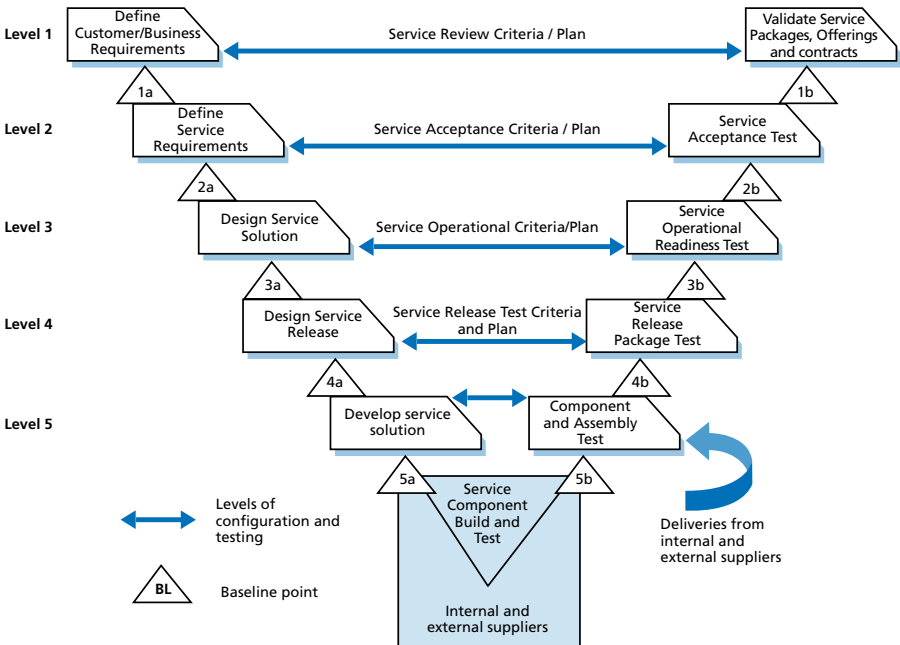 Level 1
Define
Customer/Business
Requirements
Service Review Criteria / Plan
Validate Service
Packages, Offerings
and contracts
1a
1b
Level 2
Define
Service
Requirements
Service Acceptance Criteria / Plan
Service
Acceptance Test
2a
2b
Level 3
Design Service
Solution
Service Operational Criteria/Plan
Service
Operational
Readiness Test
3a
3b
Level 4
Design Service
Release
Service Release Test Criteria
and Plan
Service
Release
Package Test
4a
4b
Level 5
Develop service
solution
Component
and Assembly
Test
5a
5b
Service
Component
Build and
Test
Levels of
configuration and
testing
Deliveries from
internal and
external suppliers
BL
Baseline point
Internal and
external suppliers